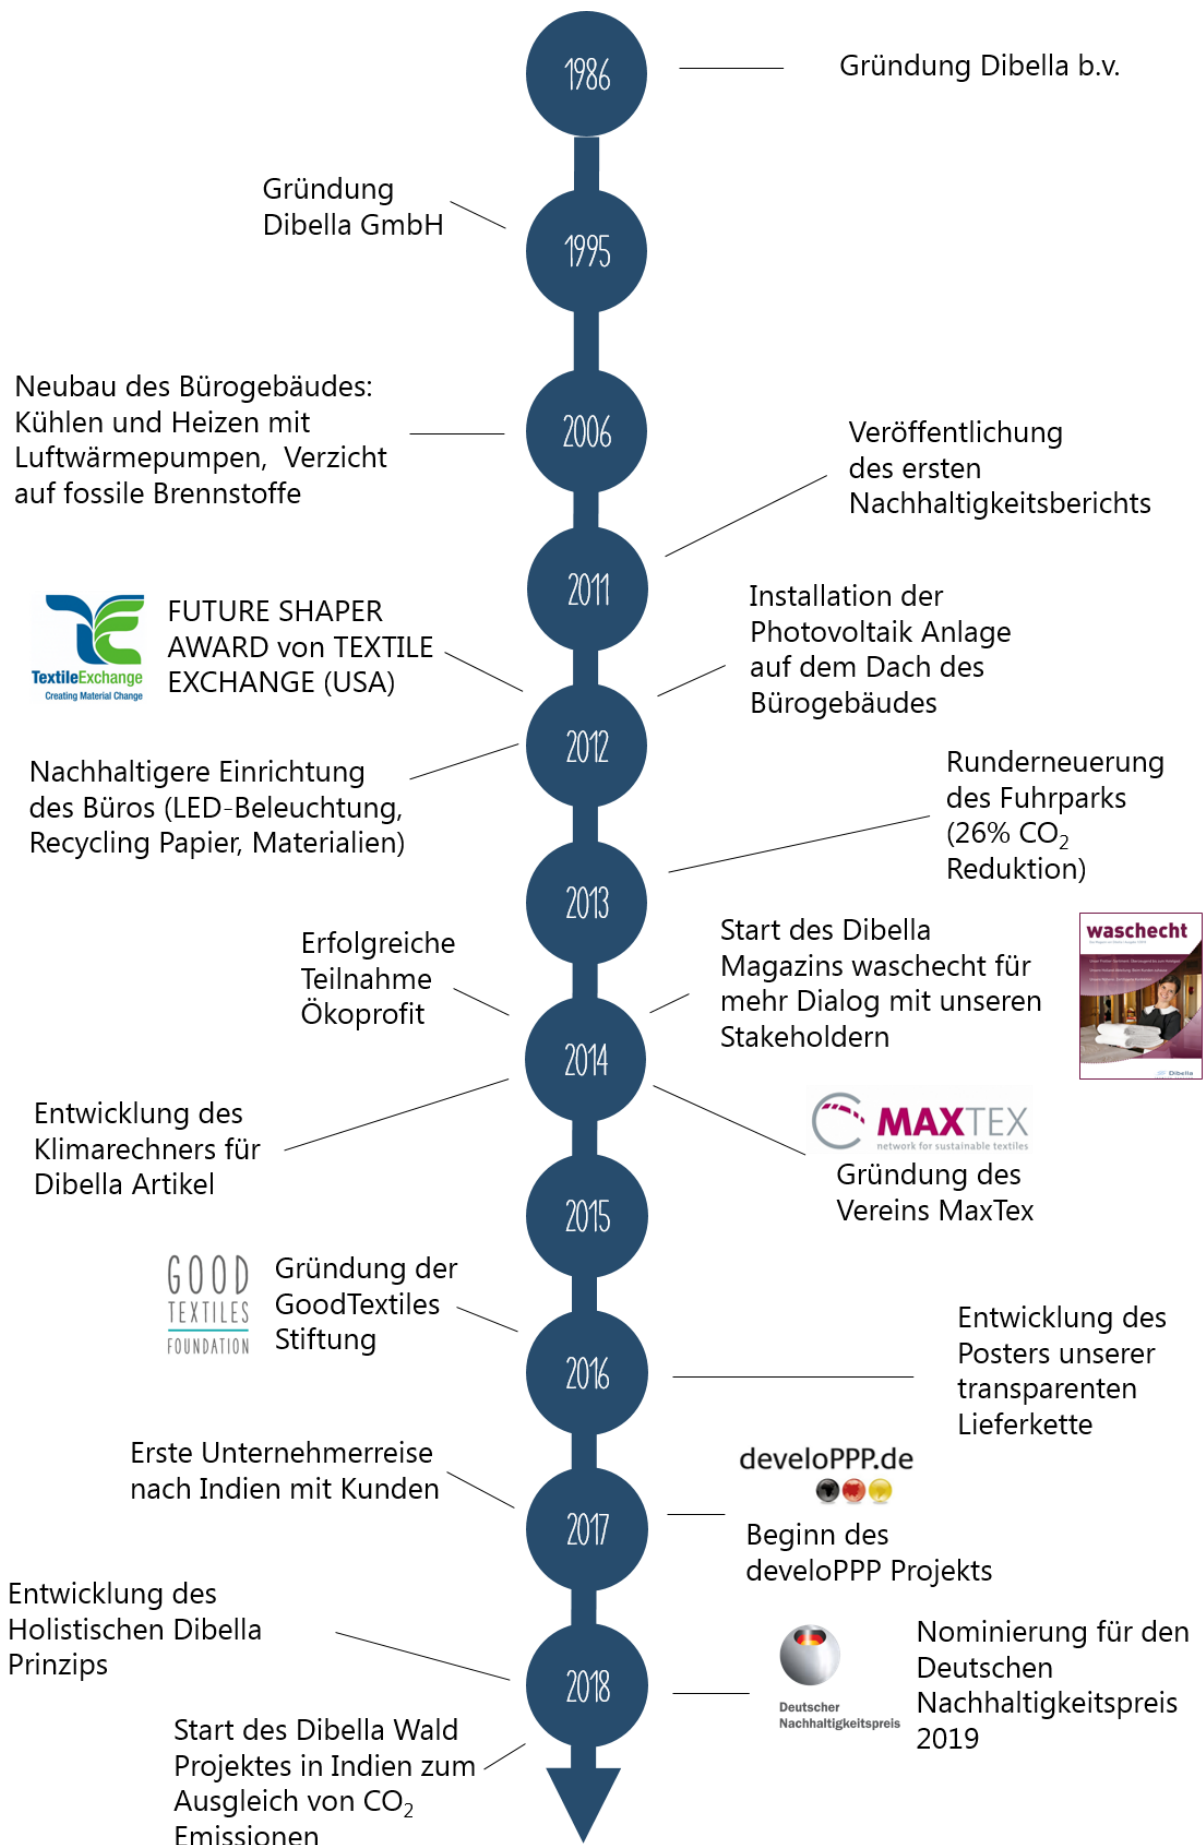 1986
Gründung Dibella b.v.
Gründung
Dibella GmbH
1995
Neubau des Bürogebäudes:
Kühlen und Heizen mit
Luftwärmepumpen, Verzicht
auf fossile Brennstoffe
2006
Veröffentlichung
des ersten
Nachhaltigkeitsberichts
2011
TextileExchange
Creating Material Change
FUTURE SHAPER
AWARD von TEXTILE
EXCHANGE (USA)
Installation der
Photovoltaik Anlage
auf dem Dach des
Bürogebäudes
2012
Nachhaltigere Einrichtung
des Büros (LED-Beleuchtung,
Recycling Papier, Materialien)
Runderneuerung
des Fuhrparks
(26% CO₂
Reduktion)
2013
Erfolgreiche
Teilnahme
Ökoprofit
Start des Dibella
Magazins waschecht für
mehr Dialog mit unseren
Stakeholdern
waschecht
Dibella
2014
Entwicklung des
Klimarechners für
Dibella Artikel
MAXTEX
network for sustainable textiles
Gründung des
Vereins MaxTex
2015
GOOD
TEXTILES
FOUNDATION
Gründung der
GoodTextiles
Stiftung
2016
Entwicklung des
Posters unserer
transparenten
Lieferkette
Erste Unternehmerreise
nach Indien mit Kunden
2017
develoPPP.de
Beginn des
develoPPP Projekts
Entwicklung des
Holistischen Dibella
Prinzips
2018
Deutscher
Nachhaltigkeitspreis
Nominierung für den
Deutschen
Nachhaltigkeitspreis
2019
Start des Dibella Wald
Projektes in Indien zum
Ausgleich von CO₂
Emissionen